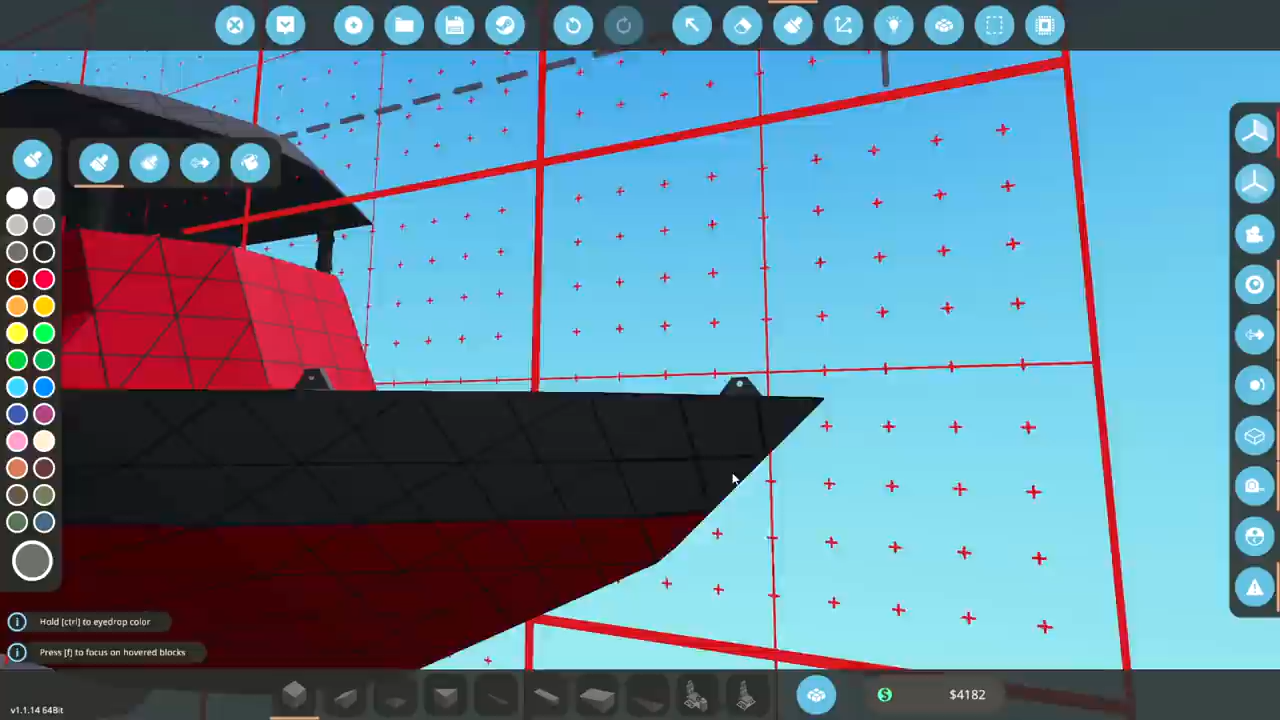 Hold [ctrl] to eyedrop color
Press [f] to focus on hovered blocks
$4182
v1.1.14 64Bit